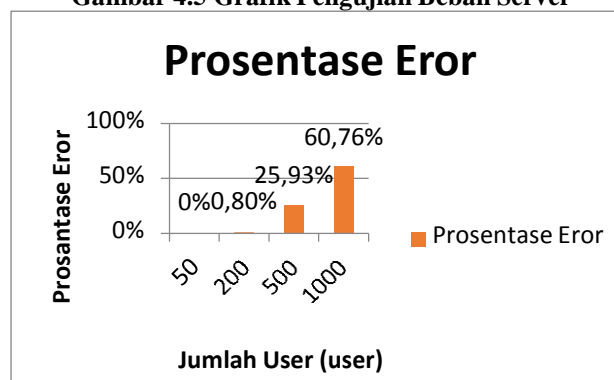 Gambar 4.5 Grafik Pengujian Beban Server
Prosentase Eror
Prosantase Eror
100%
50%
0%
0%
0,80%
25,93%
60,76%
50
200
500
1000
Jumlah User (user)
Prosentase Eror